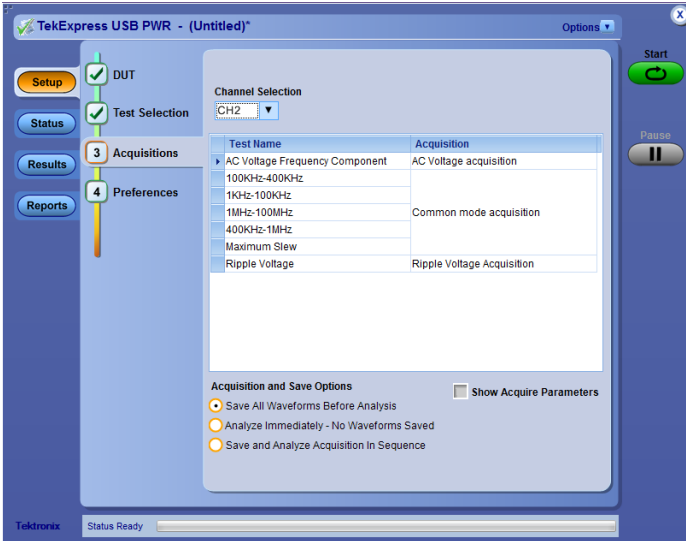 TekExpress USB PWR - (Untitled)*
Options
X
Start
Pause
Setup
Status
Results
Reports
DUT
Test Selection
3 Acquisitions
4 Preferences
Channel Selection
CH2
Test Name Acquisition
AC Voltage Frequency Component AC Voltage acquisition
100KHz-400KHz
1KHz-100KHz
1MHz-100MHz Common mode acquisition
400KHz-1MHz
Maximum Slew
Ripple Voltage Ripple Voltage Acquisition
Acquisition and Save Options
Show Acquire Parameters
Save All Waveforms Before Analysis
Analyze Immediately - No Waveforms Saved
Save and Analyze Acquisition In Sequence
Tektronix
Status Ready